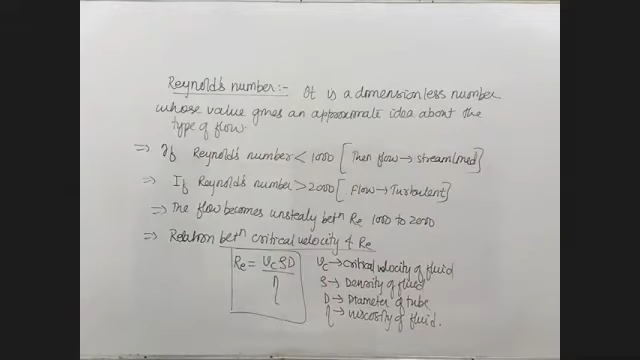 Reynold's number:- It is a dimensionless number
whose value gives an approximate idea about the
type of flow.
⇒ If Reynold's number < 1000 [Then flow → streamlined]
⇒ If Reynold's number > 2000 [flow → Turbulent]
⇒ The flow becomes unsteady betⁿ Re 1000 to 2000
⇒ Relation betⁿ critical velocity & Re
Re = vc ρD / η
vc → critical velocity of fluid
ρ → Density of fluid
D → Diameter of tube
η → viscosity of fluid.